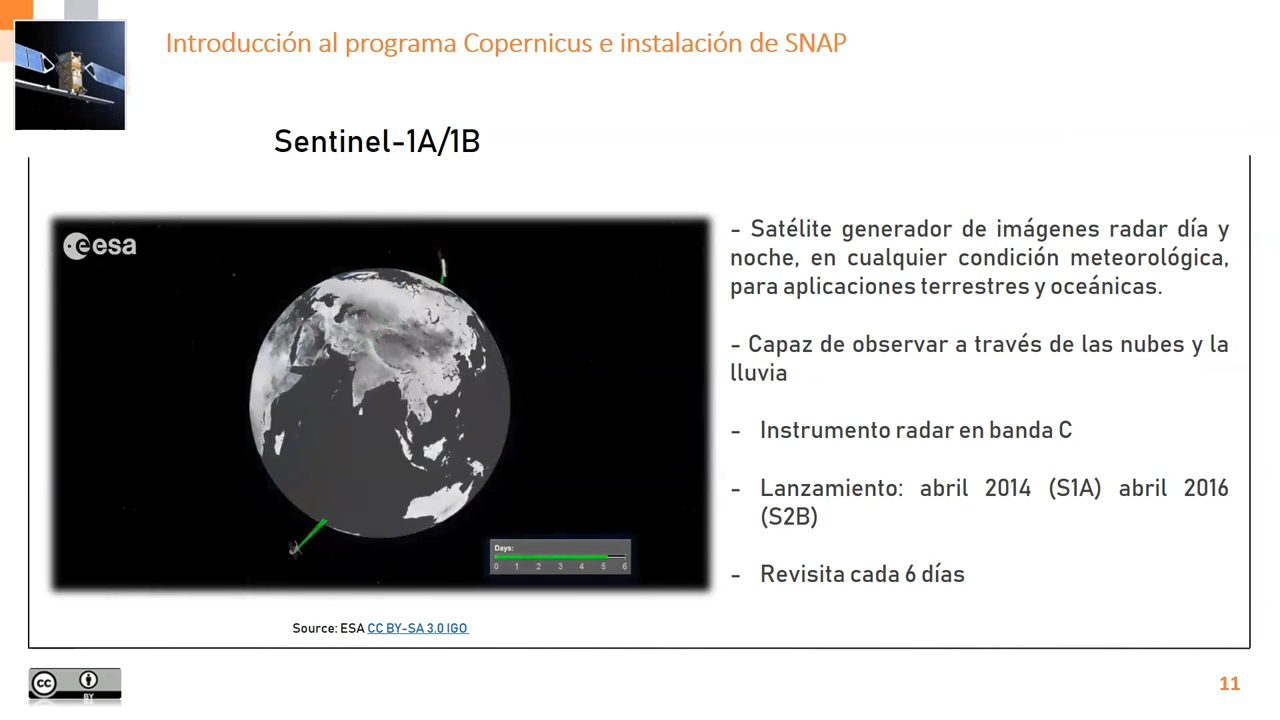 Introducción al programa Copernicus e instalación de SNAP
Sentinel-1A/1B
esa
- Satélite generador de imágenes radar día y
noche, en cualquier condición meteorológica,
para aplicaciones terrestres y oceánicas.
- Capaz de observar a través de las nubes y la
lluvia
- Instrumento radar en banda C
- Lanzamiento: abril 2014 (S1A) abril 2016
(S2B)
- Revisita cada 6 días
Days:
0 1 2 3 4 5 6
Source: ESA CC BY-SA 3.0 IGO
cc BY
11